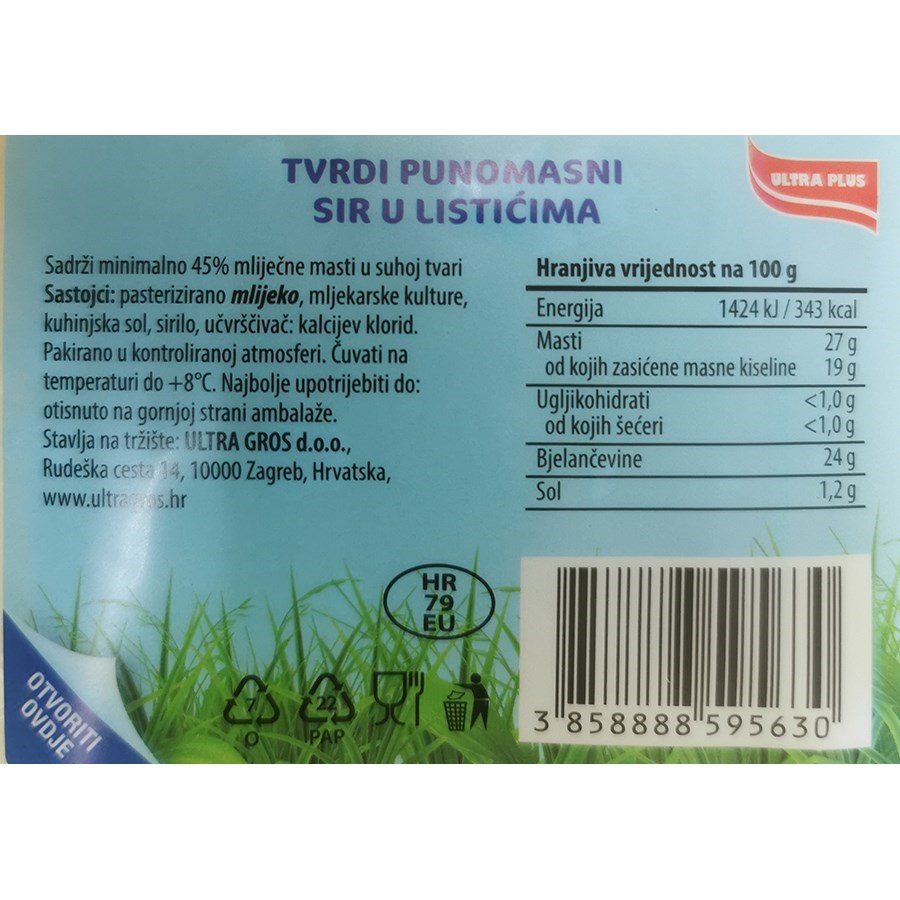 TVRDI PUNOMASNI
SIR U LISTIĆIMA
ULTRA PLUS
Sadrži minimalno 45% mliječne masti u suhoj tvari
Sastojci: pasterizirano mlijeko, mljekarske kulture,
kuhinjska sol, sirilo, učvršćivač: kalcijev klorid.
Pakirano u kontroliranoj atmosferi. Čuvati na
temperaturi do +8°C. Najbolje upotrijebiti do:
otisnuto na gornjoj strani ambalaže.
Stavlja na tržište: ULTRA GROS d.o.o.,
Rudeška cesta 14, 10000 Zagreb, Hrvatska,
www.ultragros.hr
Hranjiva vrijednost na 100 g
Energija 1424 kJ / 343 kcal
Masti 27 g
od kojih zasićene masne kiseline 19 g
Ugljikohidrati <1,0 g
od kojih šećeri <1,0 g
Bjelančevine 24 g
Sol 1,2 g
HR
79
EU
OTVORITI
OVDJE
7
O
22
PAP
3 858888 595630